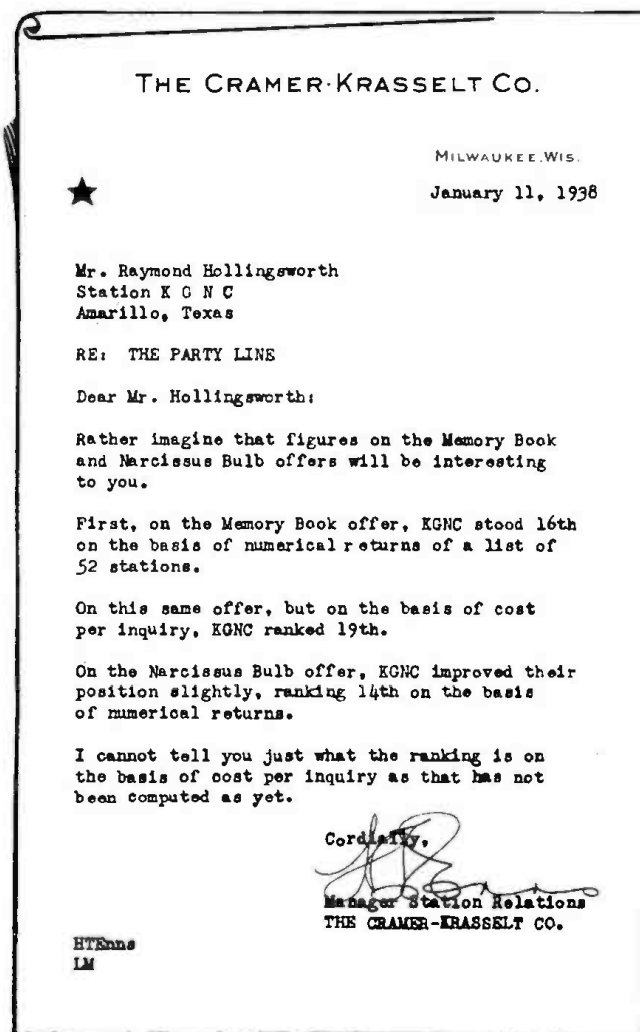 THE CRAMER-KRASSELT CO.
MILWAUKEE, WIS.
January 11, 1938
Mr. Raymond Hollingsworth
Station K G N C
Amarillo, Texas
RE: THE PARTY LINE
Dear Mr. Hollingsworth:
Rather imagine that figures on the Memory Book
and Narcissus Bulb offers will be interesting
to you.
First, on the Memory Book offer, KGNC stood 16th
on the basis of numerical returns of a list of
52 stations.
On this same offer, but on the basis of cost
per inquiry, KGNC ranked 19th.
On the Narcissus Bulb offer, KGNC improved their
position slightly, ranking 14th on the basis
of numerical returns.
I cannot tell you just what the ranking is on
the basis of cost per inquiry as that has not
been computed as yet.
Cordially,
Manager Station Relations
THE CRAMER-KRASSELT CO.
HTEnns
LM